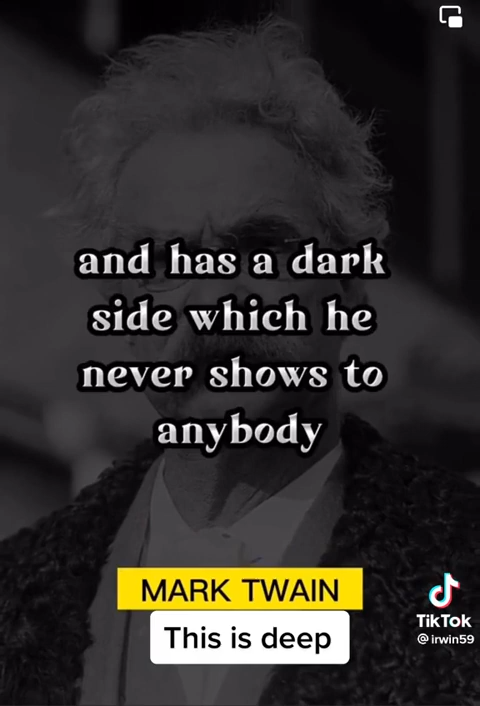 and has a dark
side which he
never shows to
anybody
MARK TWAIN
This is deep
TikTok
@irwin59